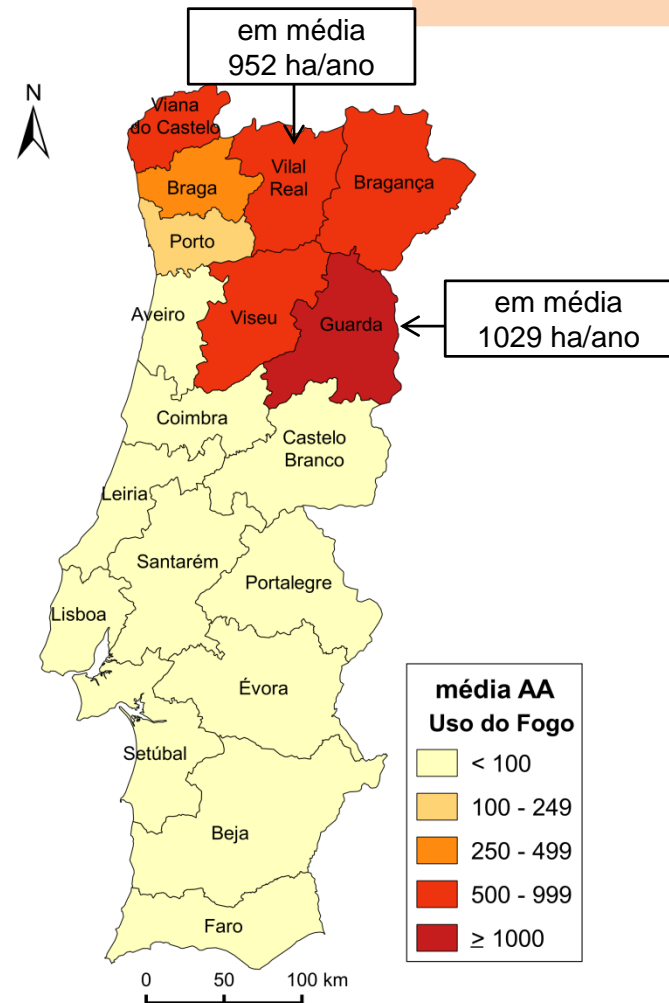 em média
952 ha/ano
N
Viana
do Castelo
Braga
Vilal
Real
Bragança
Porto
Aveiro
Viseu
Guarda
em média
1029 ha/ano
Coimbra
Castelo
Branco
Leiria
Santarém
Portalegre
Lisboa
Évora
Setúbal
Beja
Faro
média AA
Uso do Fogo
< 100
100 - 249
250 - 499
500 - 999
≥ 1000
0 50 100 km